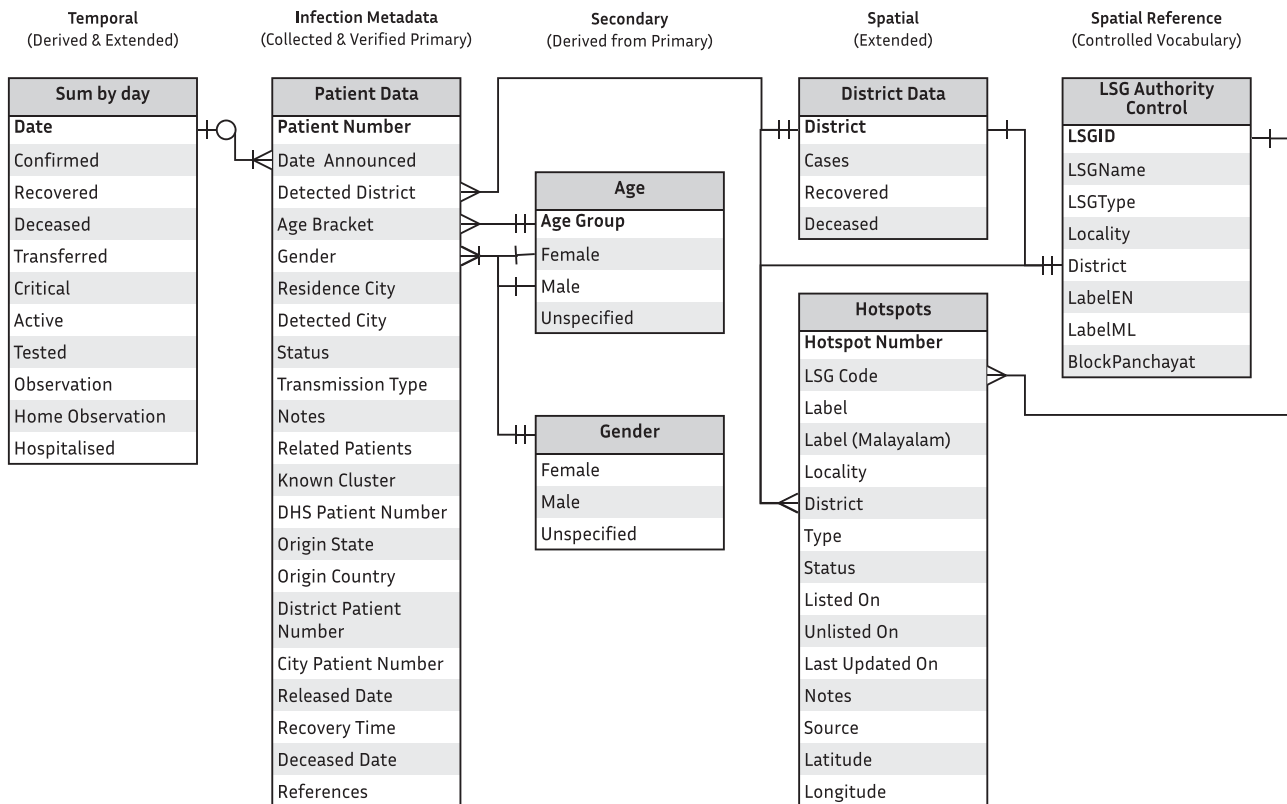 Temporal
(Derived & Extended)
Infection Metadata
(Collected & Verified Primary)
Secondary
(Derived from Primary)
Spatial
(Extended)
Spatial Reference
(Controlled Vocabulary)
Sum by day
Date
Confirmed
Recovered
Deceased
Transferred
Critical
Active
Tested
Observation
Home Observation
Hospitalised
Patient Data
Patient Number
Date Announced
Detected District
Age Bracket
Gender
Residence City
Detected City
Status
Transmission Type
Notes
Related Patients
Known Cluster
DHS Patient Number
Origin State
Origin Country
District Patient
Number
City Patient Number
Released Date
Recovery Time
Deceased Date
References
Age
Age Group
Female
Male
Unspecified
Gender
Female
Male
Unspecified
District Data
District
Cases
Recovered
Deceased
Hotspots
Hotspot Number
LSG Code
Label
Label (Malayalam)
Locality
District
Type
Status
Listed On
Unlisted On
Last Updated On
Notes
Source
Latitude
Longitude
LSG Authority
Control
LSGID
LSGName
LSGType
Locality
District
LabelEN
LabelML
BlockPanchayat